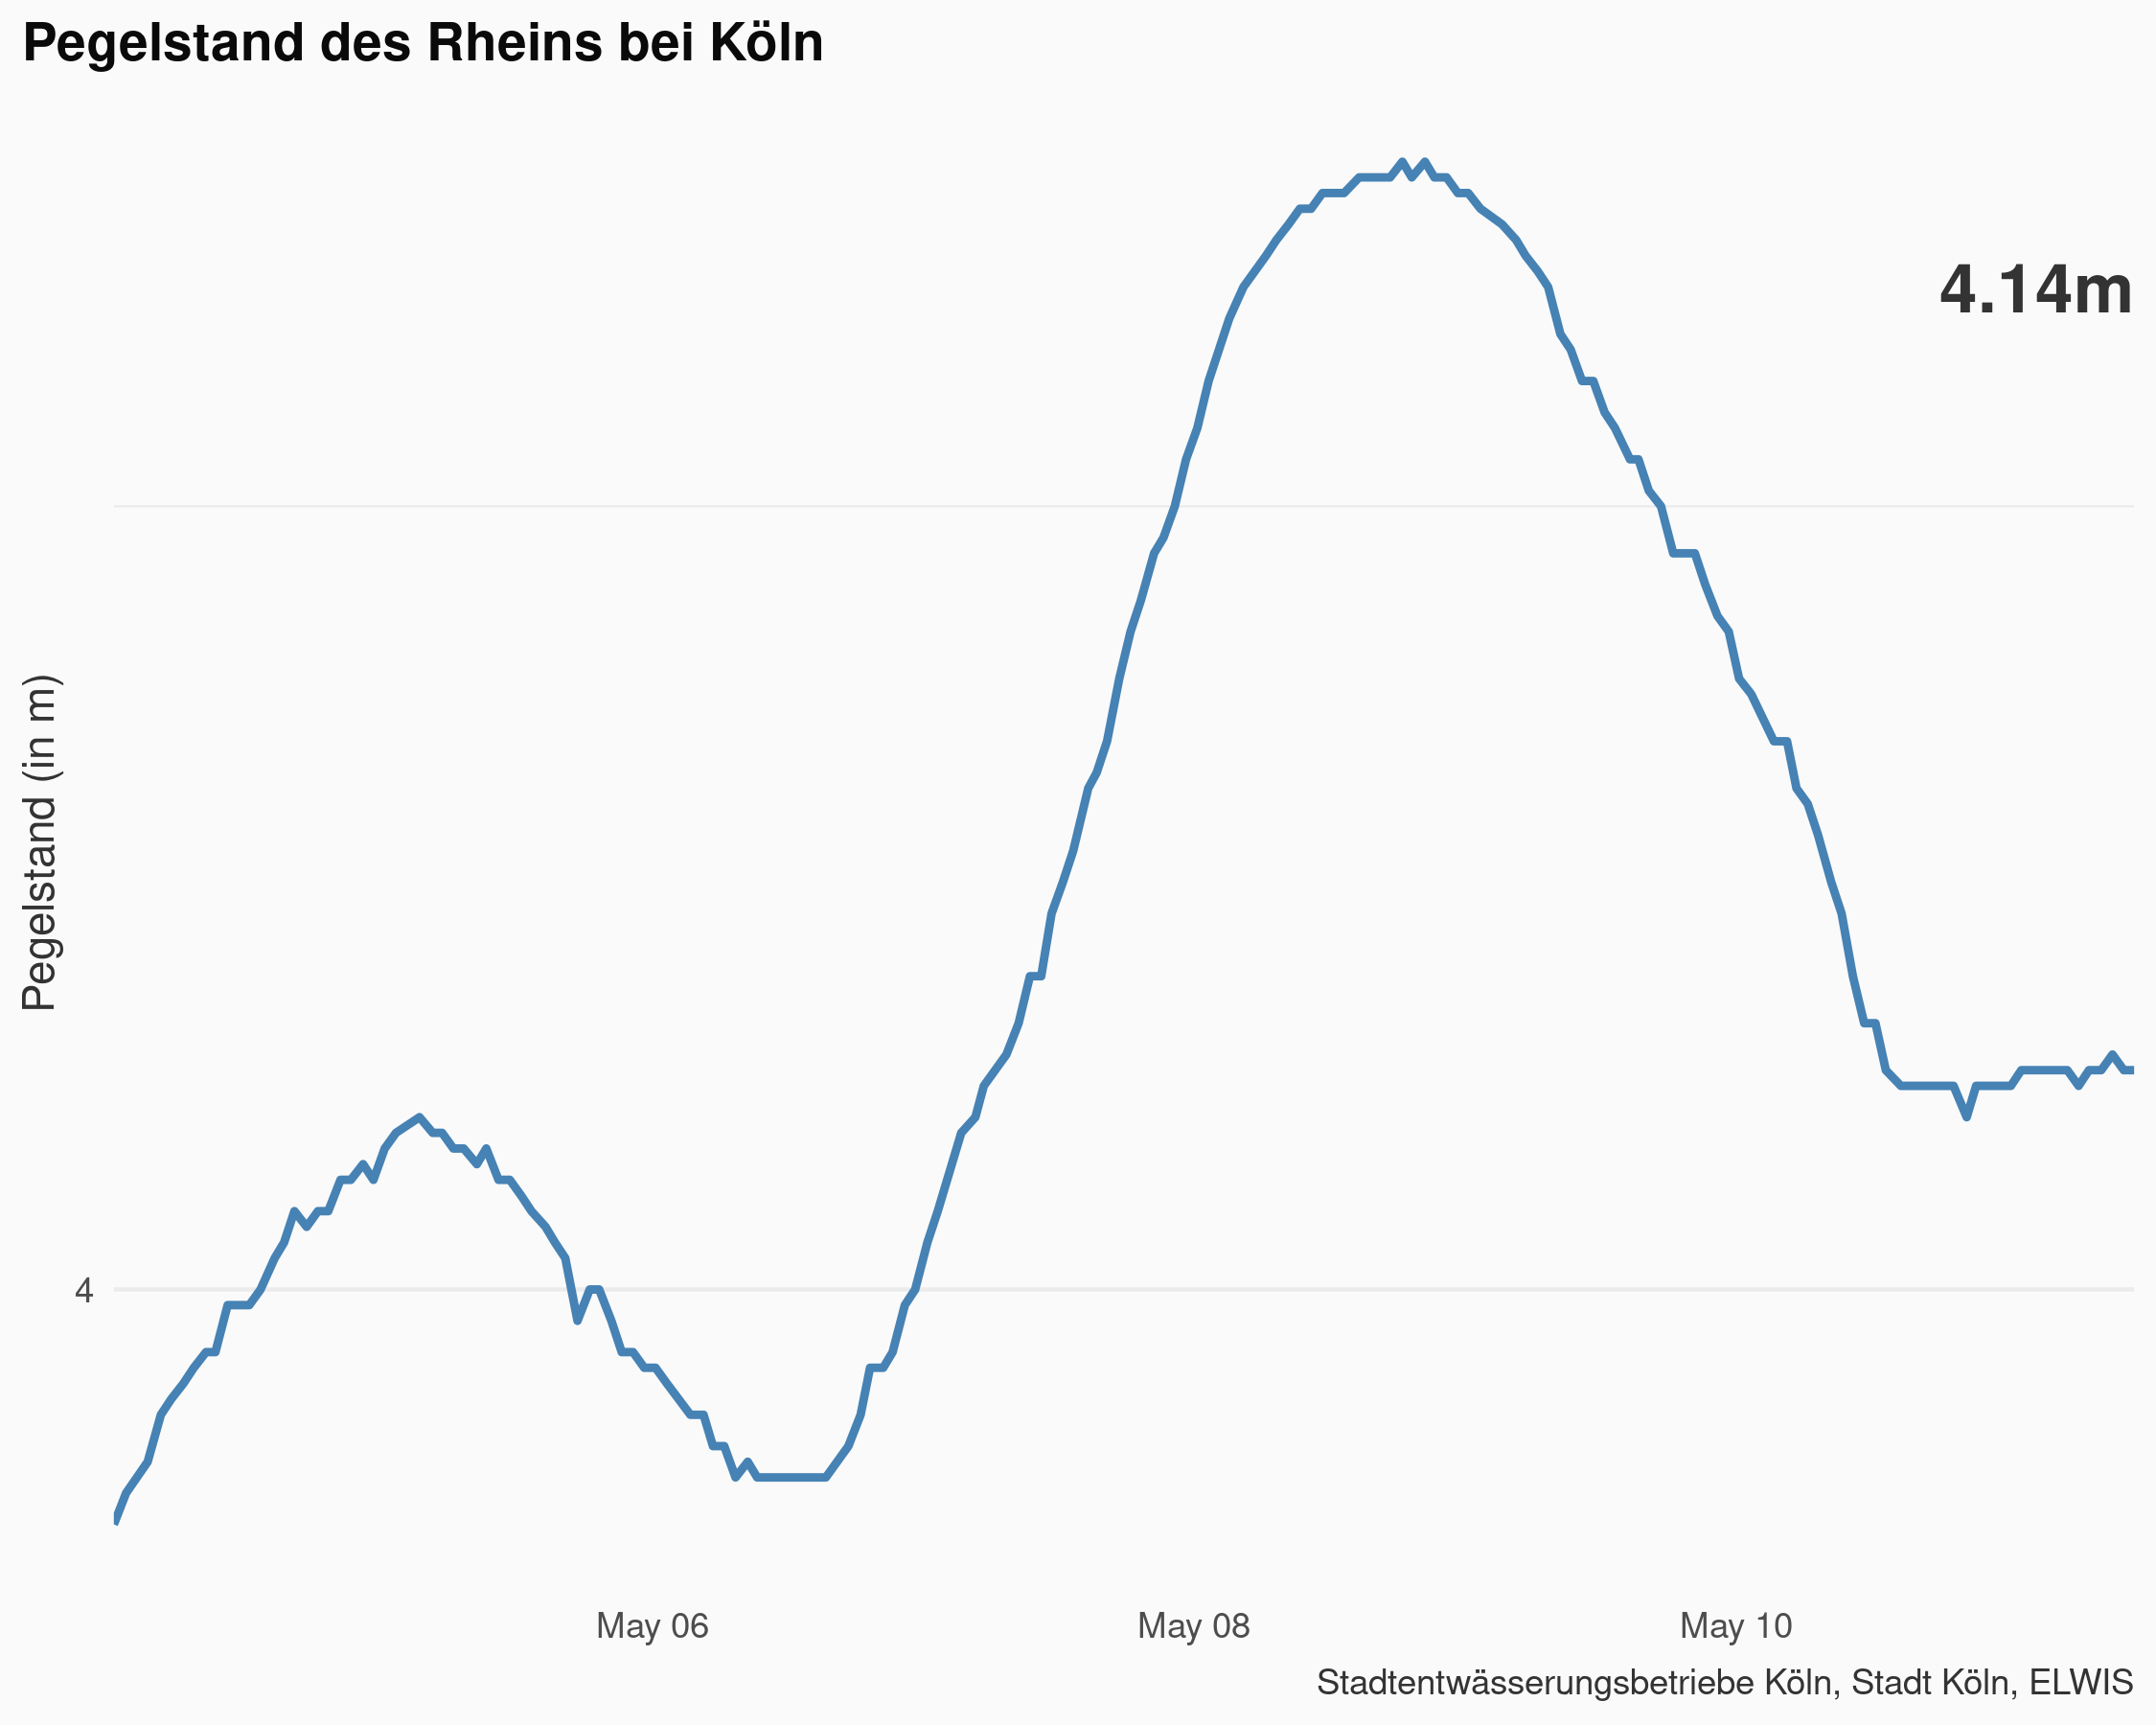 Pegelstand des Rheins bei Köln
4.14m
Pegelstand (in m)
4
May 06
May 08
May 10
Stadtentwässerungsbetriebe Köln, Stadt Köln, ELWIS